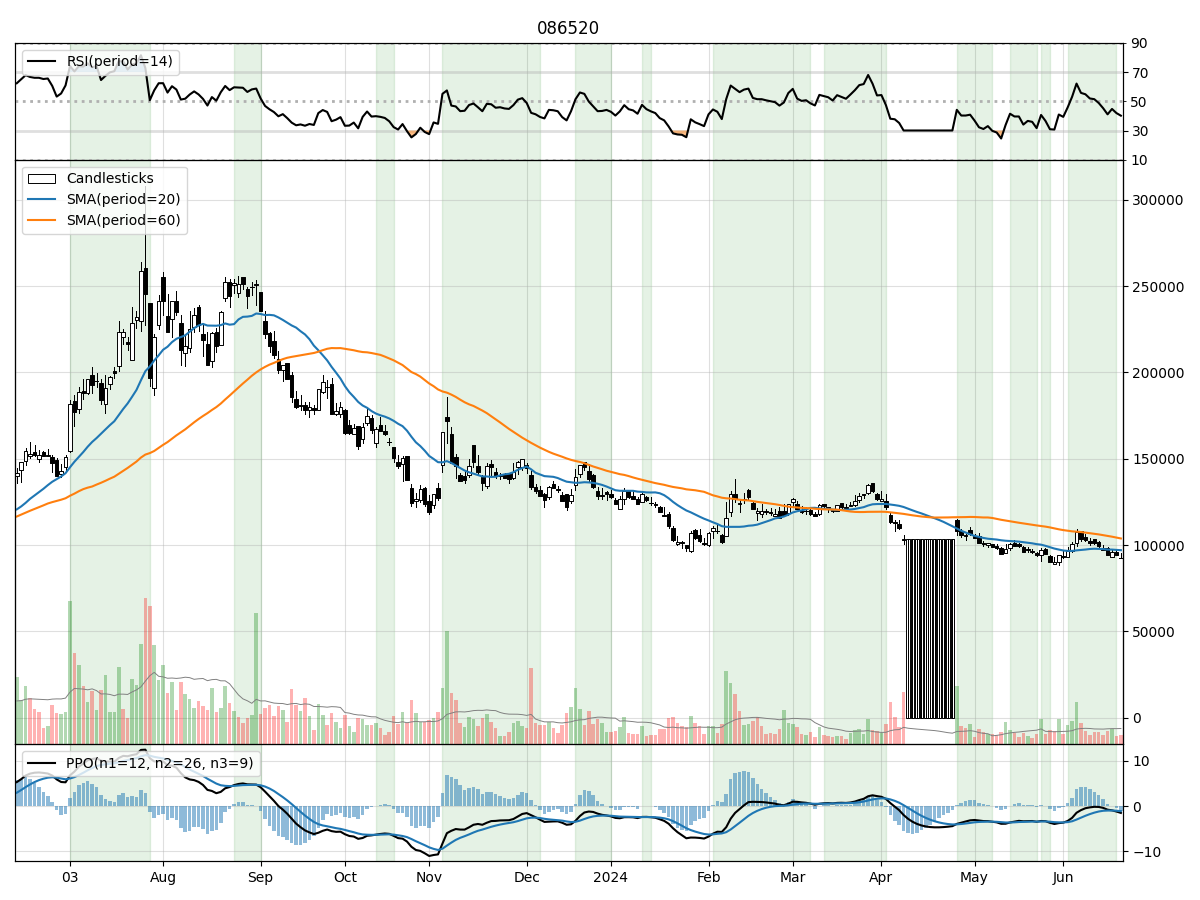 086520
RSI(period=14)
90
70
50
30
10
Candlesticks
SMA(period=20)
SMA(period=60)
300000
250000
200000
150000
100000
50000
0
PPO(n1=12, n2=26, n3=9)
10
0
−10
03 Aug Sep Oct Nov Dec 2024 Feb Mar Apr May Jun